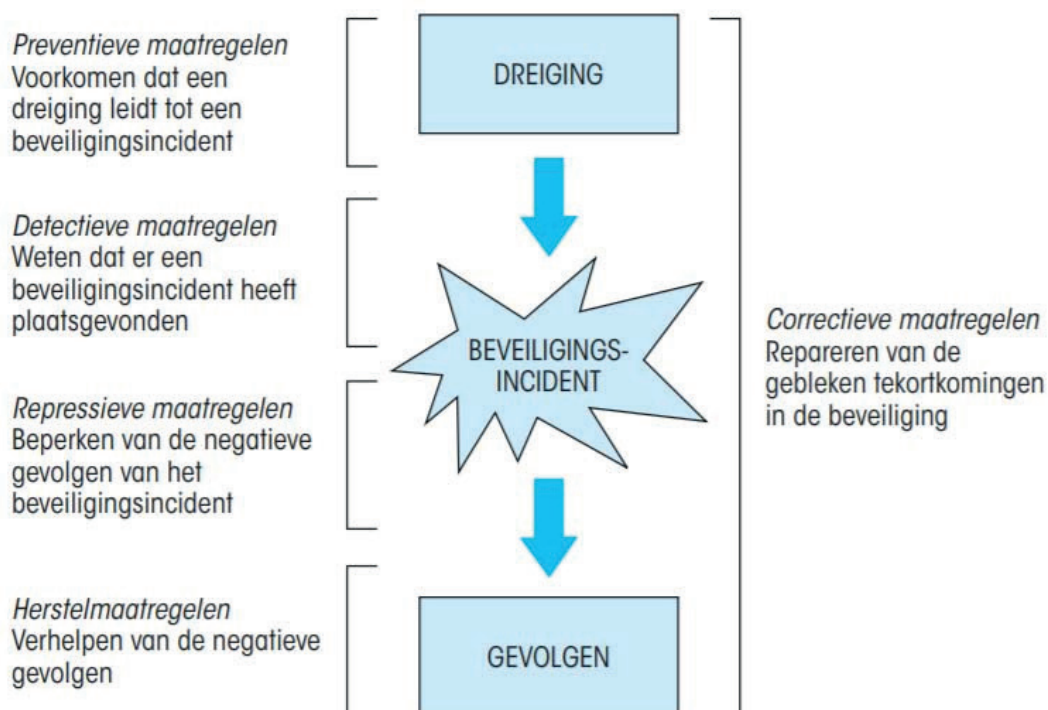 Preventieve maatregelen
Voorkomen dat een
dreiging leidt tot een
beveiligingsincident
DREIGING
Detectieve maatregelen
Weten dat er een
beveiligingsincident heeft
plaatsgevonden
BEVEILIGINGS-
INCIDENT
Repressieve maatregelen
Beperken van de negatieve
gevolgen van het
beveiligingsincident
Herstelmaatregelen
Verhelpen van de negatieve
gevolgen
GEVOLGEN
Correctieve maatregelen
Repareren van de
gebleken tekortkomingen
in de beveiliging